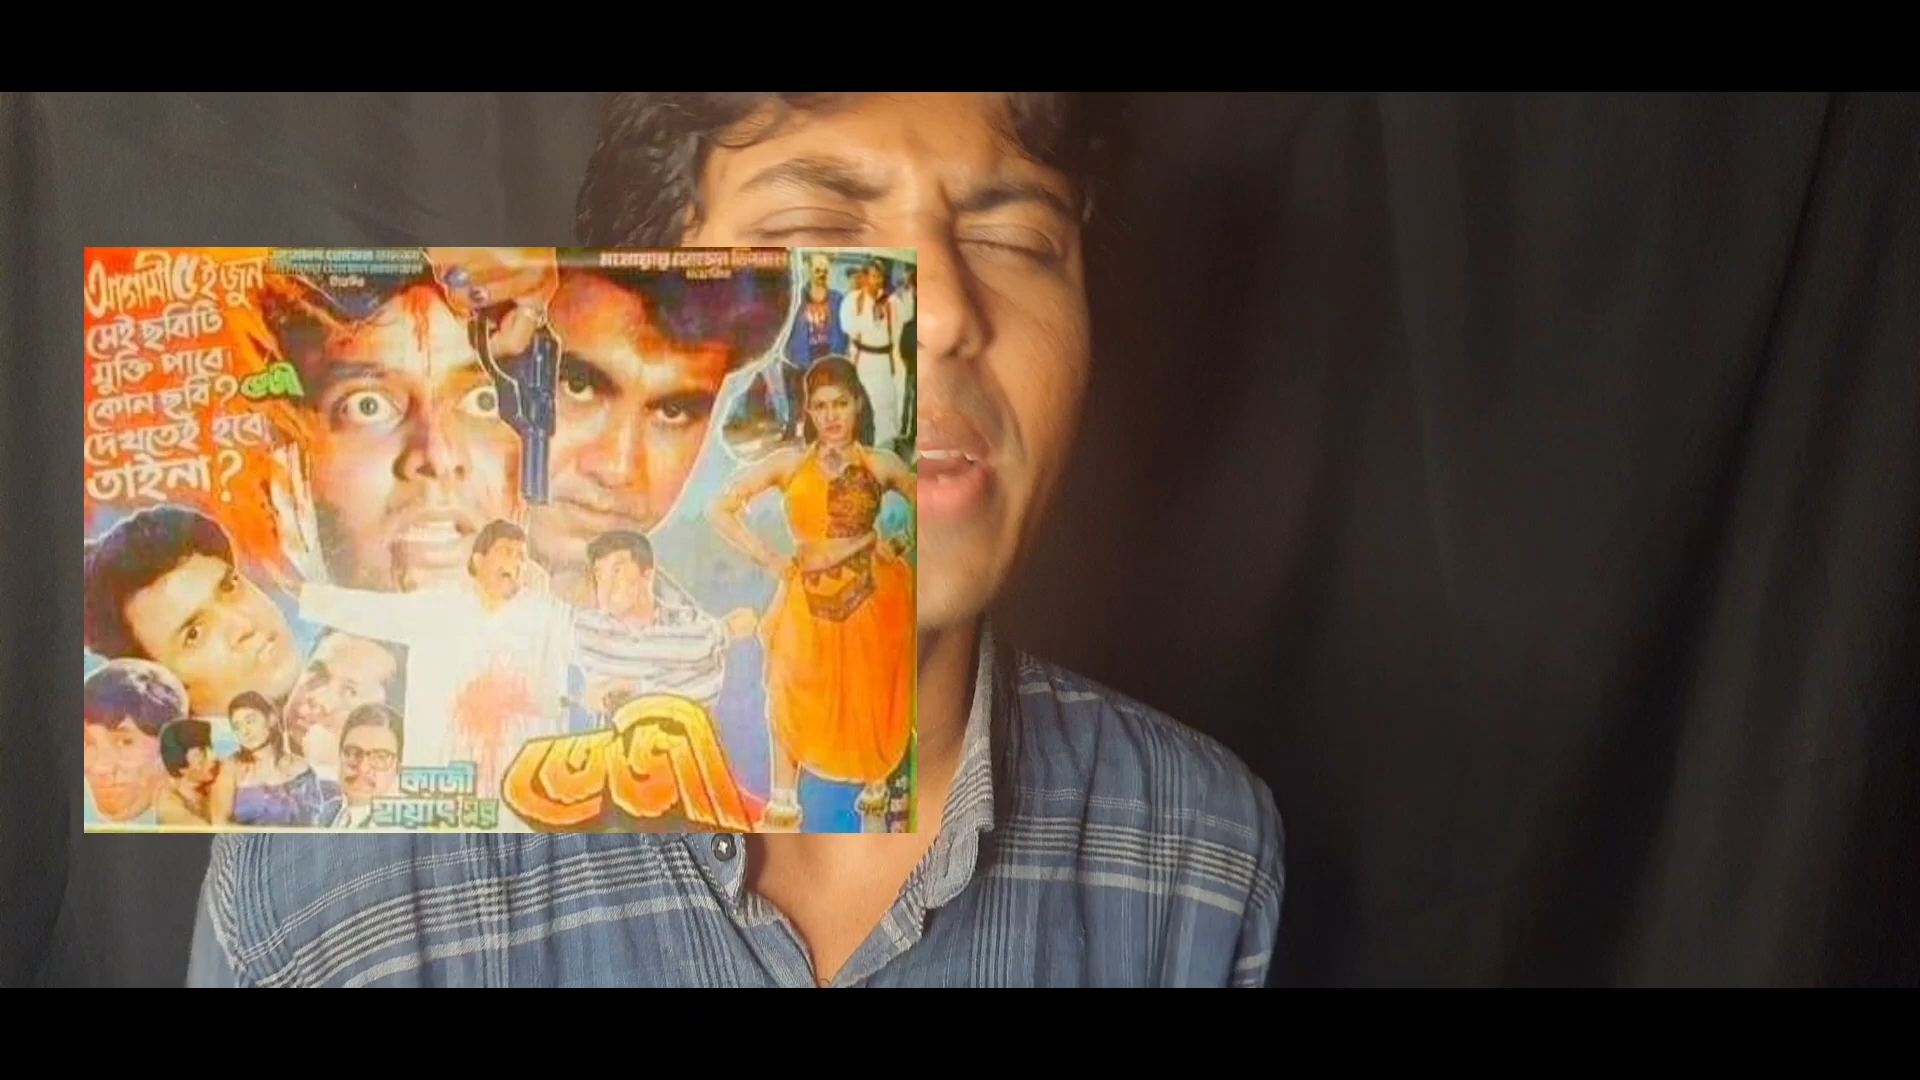 আগামী ৫ই জুন
সেই ছবিটি
মুক্তি পাবে
কোন ছবি? তেজী
দেখতেই হবে
তাইনা?
কাজী
হায়াৎ এর
তেজী